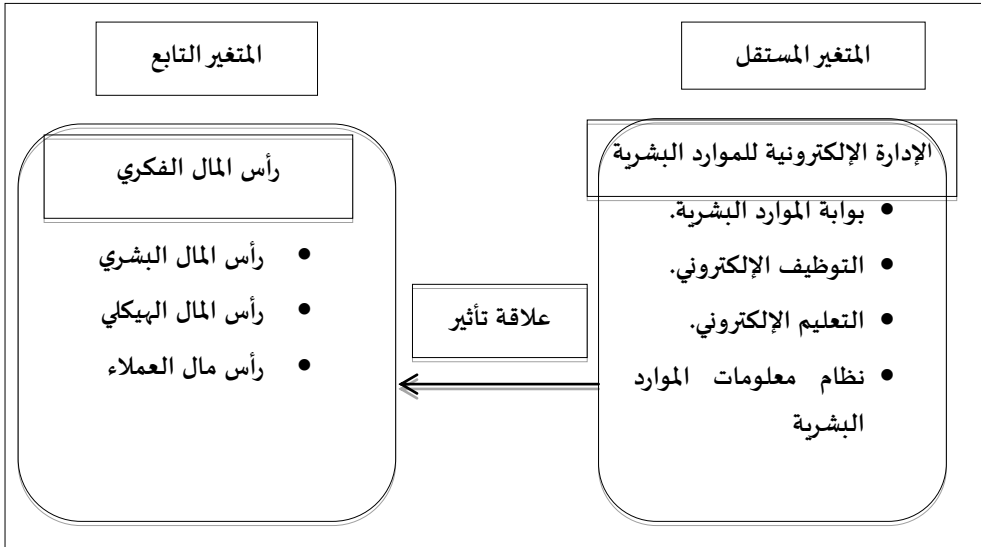 المتغير المستقل
الإدارة الإلكترونية للموارد البشرية
• بوابة الموارد البشرية.
• التوظيف الإلكتروني.
• التعليم الإلكتروني.
• نظام معلومات الموارد
البشرية
علاقة تأثير
المتغير التابع
رأس المال الفكري
• رأس المال البشري
• رأس المال الهيكلي
• رأس مال العملاء